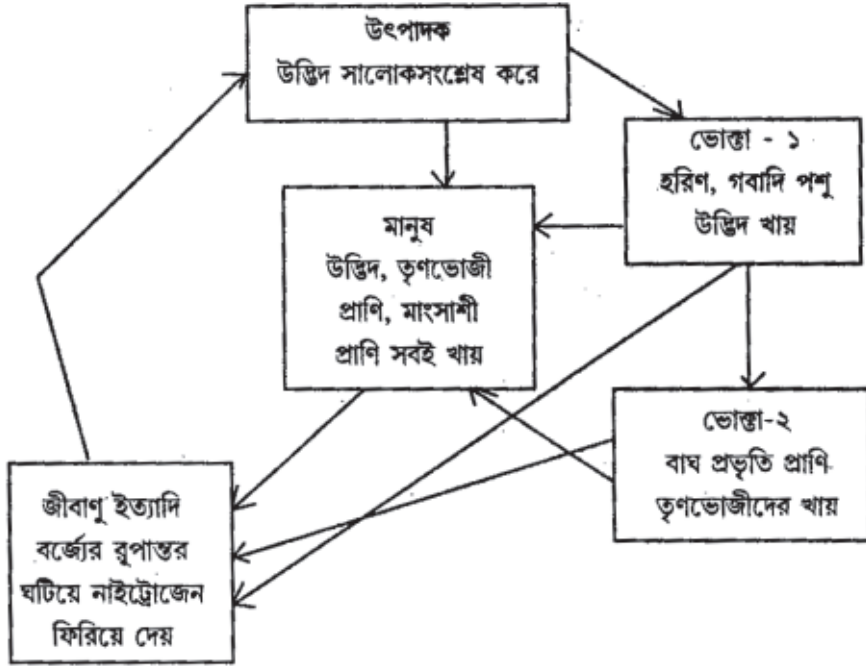 উৎপাদক
উদ্ভিদ সালোকসংশ্লেষ করে
ভোক্তা - ১
হরিণ, গবাদি পশু
উদ্ভিদ খায়
মানুষ
উদ্ভিদ, তৃণভোজী
প্রাণি, মাংসাশী
প্রাণি সবই খায়
ভোক্তা-২
বাঘ প্রভৃতি প্রাণি
তৃণভোজীদের খায়
জীবাণু ইত্যাদি
বর্জ্যের রূপান্তর
ঘটিয়ে নাইট্রোজেন
ফিরিয়ে দেয়